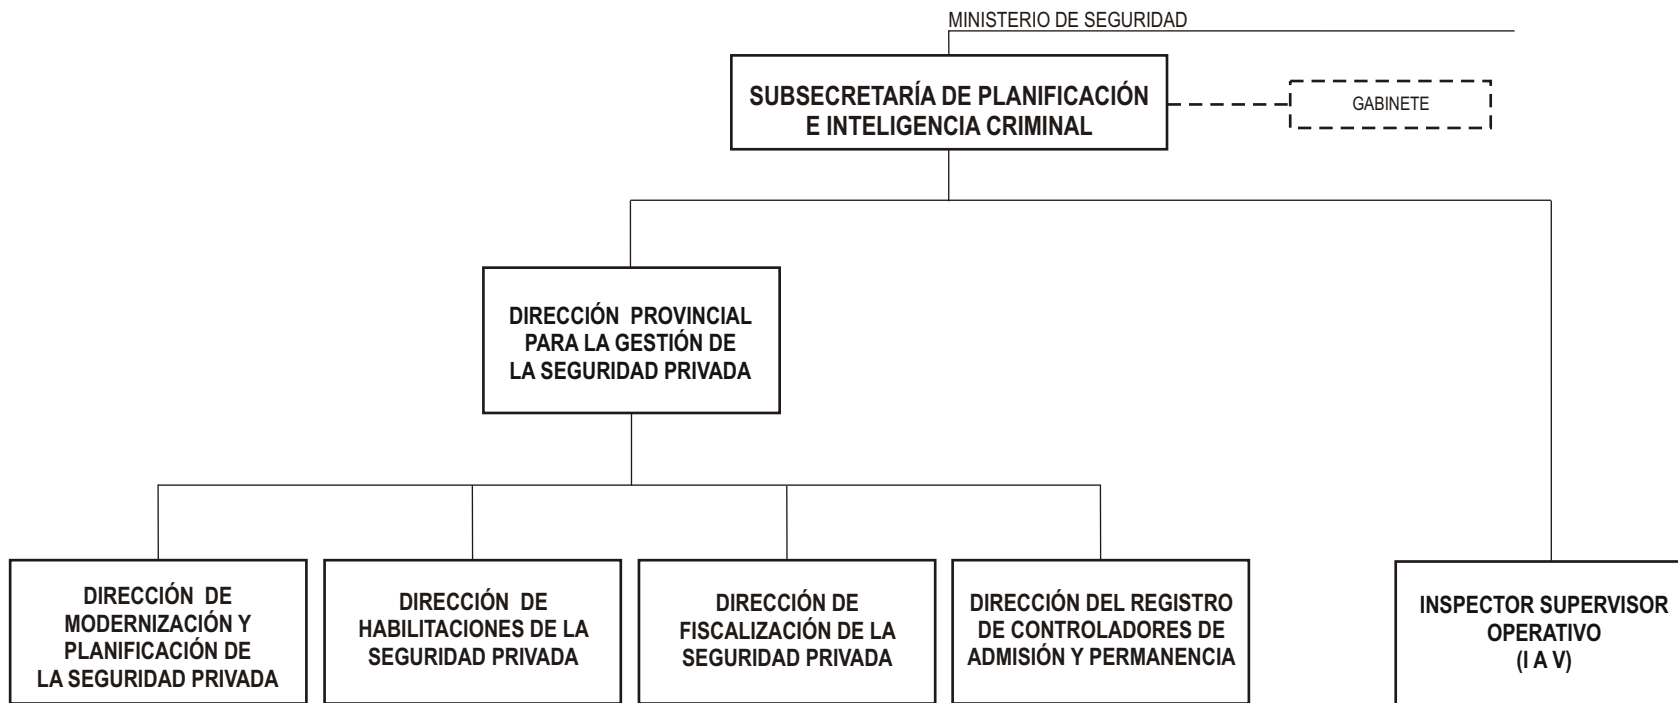 MINISTERIO DE SEGURIDAD
SUBSECRETARÍA DE PLANIFICACIÓN
E INTELIGENCIA CRIMINAL
GABINETE
DIRECCIÓN PROVINCIAL
PARA LA GESTIÓN DE
LA SEGURIDAD PRIVADA
DIRECCIÓN DE
MODERNIZACIÓN Y
PLANIFICACIÓN DE
LA SEGURIDAD PRIVADA
DIRECCIÓN DE
HABILITACIONES DE LA
SEGURIDAD PRIVADA
DIRECCIÓN DE
FISCALIZACIÓN DE LA
SEGURIDAD PRIVADA
DIRECCIÓN DEL REGISTRO
DE CONTROLADORES DE
ADMISIÓN Y PERMANENCIA
INSPECTOR SUPERVISOR
OPERATIVO
(I A V)